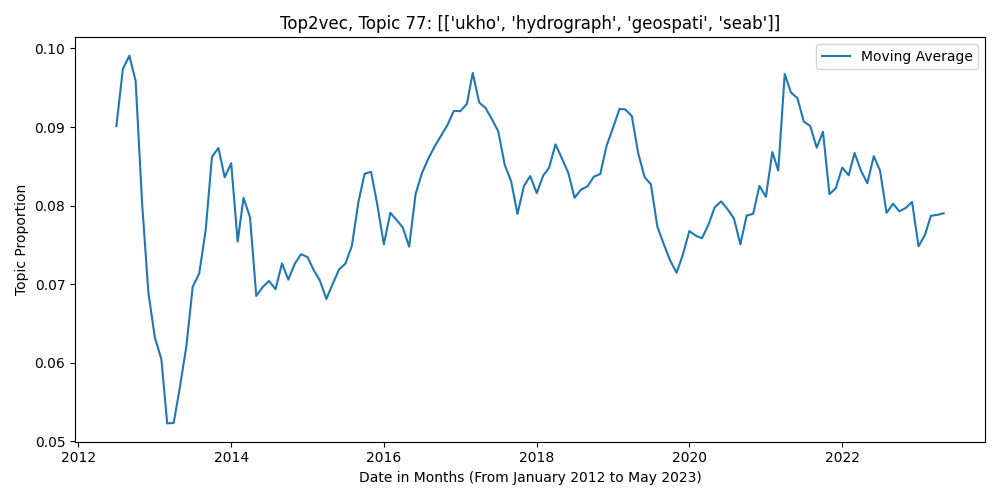 Top2vec, Topic 77: [['ukho', 'hydrograph', 'geospati', 'seab']]
Moving Average
Topic Proportion
0.10
0.09
0.08
0.07
0.06
0.05
2012 2014 2016 2018 2020 2022
Date in Months (From January 2012 to May 2023)